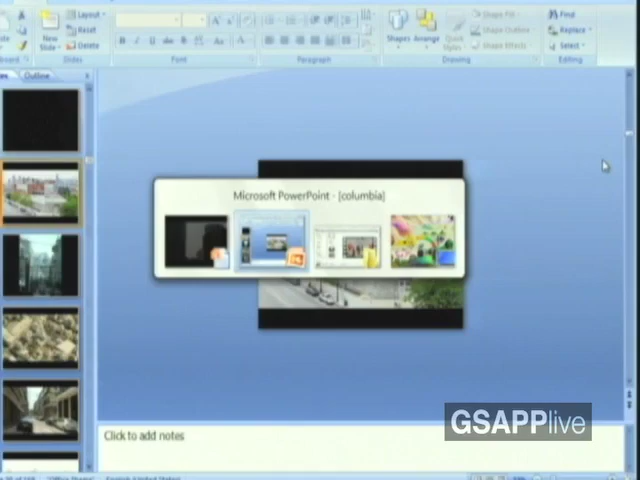 Layout
Reset
New
Slide
Delete
Slides
Font
Paragraph
Shapes
Arrange
Quick
Styles
Shape Fill
Shape Outline
Shape Effects
Drawing
Find
Replace
Select
Editing
Outline
Microsoft PowerPoint - [columbia]
GSAPPlive
Click to add notes